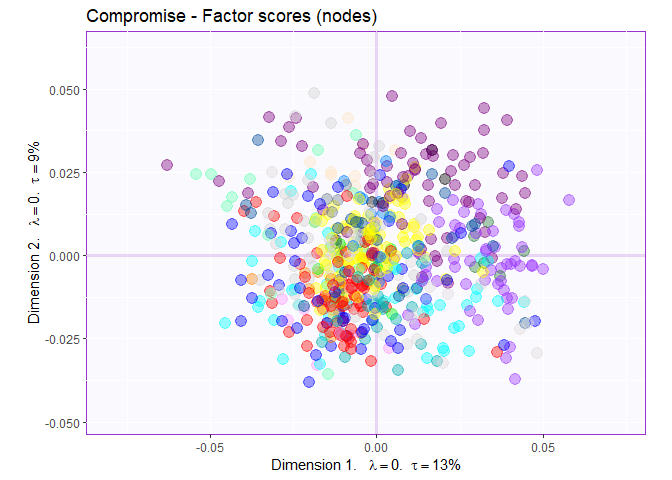 Compromise - Factor scores (nodes)
0.050
0.025
0.000
-0.025
-0.050
Dimension 2. λ = 0. τ = 9%
-0.05
0.00
0.05
Dimension 1. λ = 0. τ = 13%